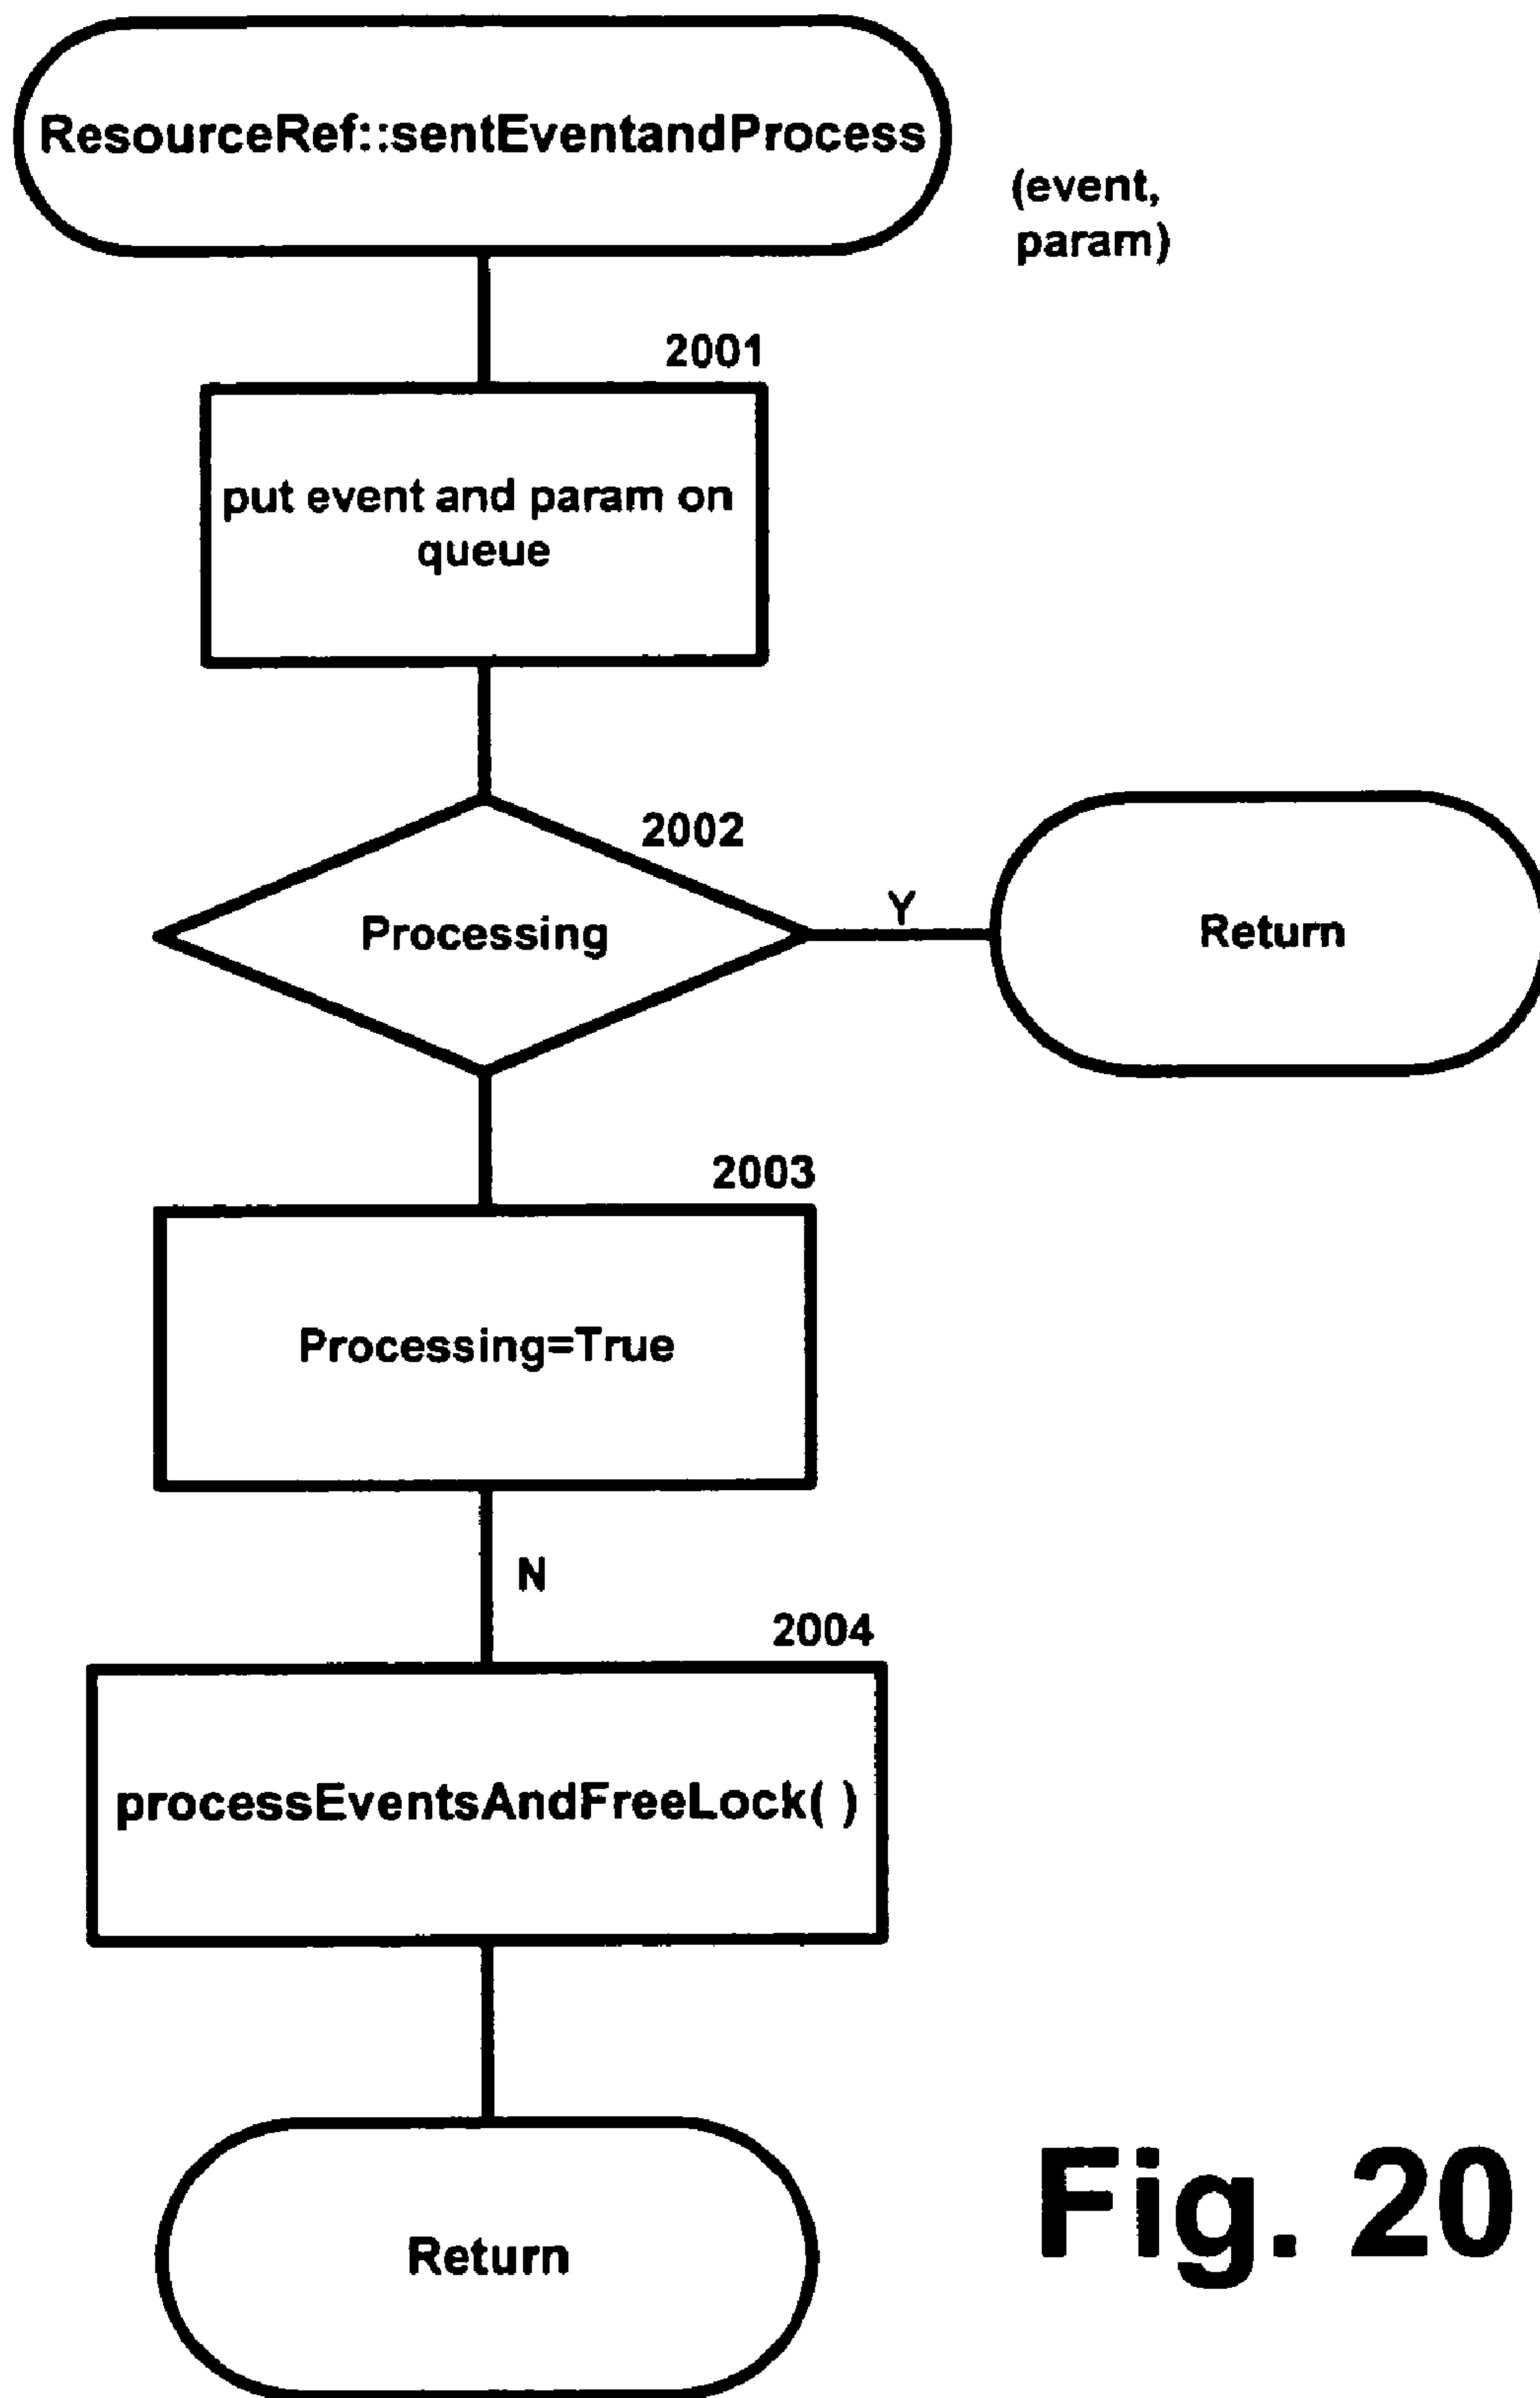 ResourceRef::sentEventandProcess
(event,
param)
2001
put event and param on
queue
2002
Processing
Y
Return
2003
Processing=True
N
2004
processEventsAndFreeLock( )
Return
Fig. 20